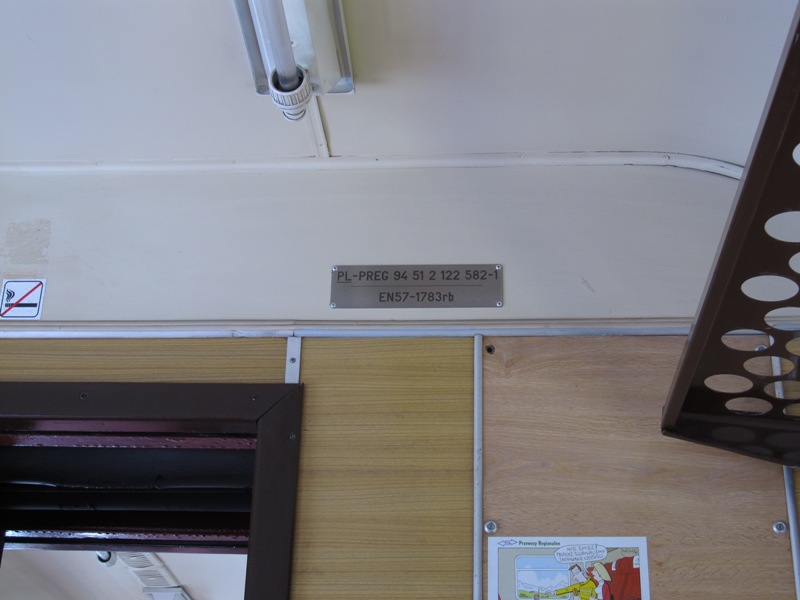 PL-PREG 94 51 2 122 582-1
EN57-1783rb
Przewozy Regionalne